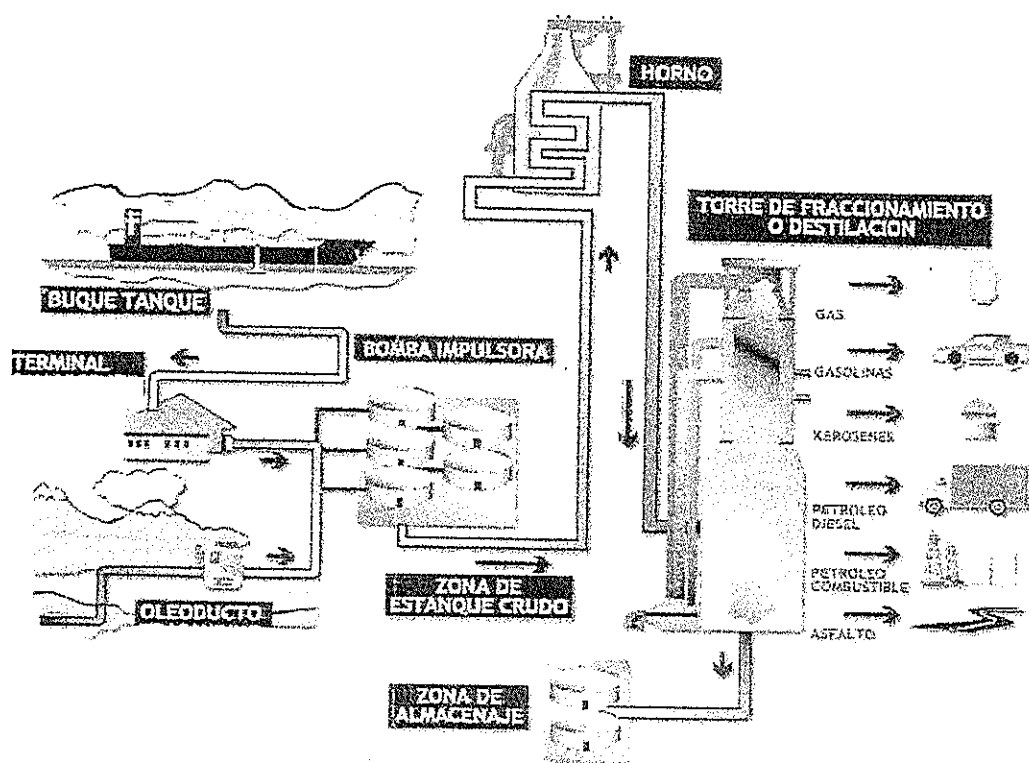 HORNO
TORRE DE FRACCIONAMIENTO
O DESTILACION
BUQUE TANQUE
TERMINAL
BOMBA IMPULSORA
GAS
GASOLINAS
KEROSENES
PETROLEO
DIESEL
PETROLEO
COMBUSTIBLE
ASFALTO
OLEODUCTO
ZONA DE
ESTANQUE CRUDO
ZONA DE
ALMACENAJE